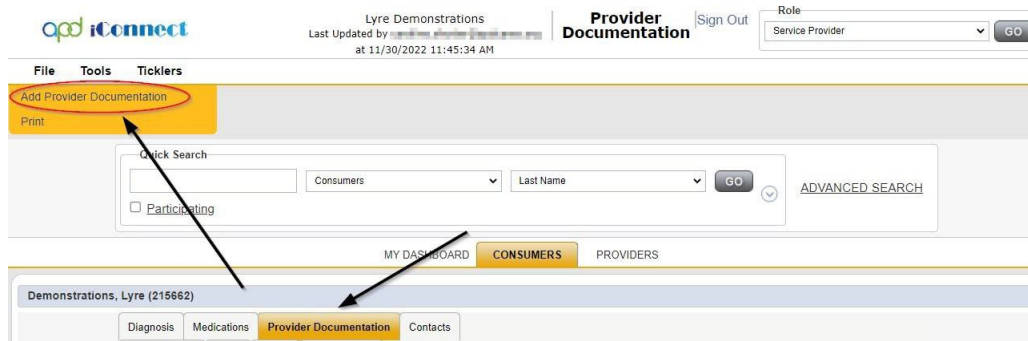 apd iConnect
Lyre Demonstrations
Last Updated by
at 11/30/2022 11:45:34 AM
Provider
Documentation
Sign Out
Role
Service Provider
GO
File Tools Ticklers
Add Provider Documentation
Print
Quick Search
Consumers Last Name GO
ADVANCED SEARCH
Participating
MY DASHBOARD CONSUMERS PROVIDERS
Demonstrations, Lyre (215662)
Diagnosis Medications Provider Documentation Contacts